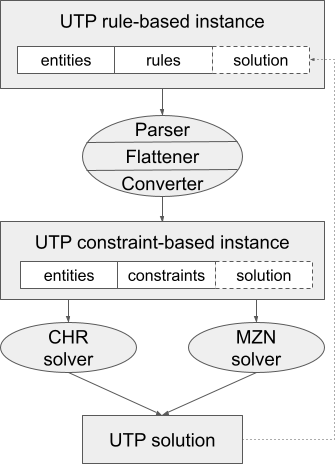 UTP rule-based instance
entities rules solution
Parser
Flattener
Converter
UTP constraint-based instance
entities constraints solution
CHR
solver
MZN
solver
UTP solution